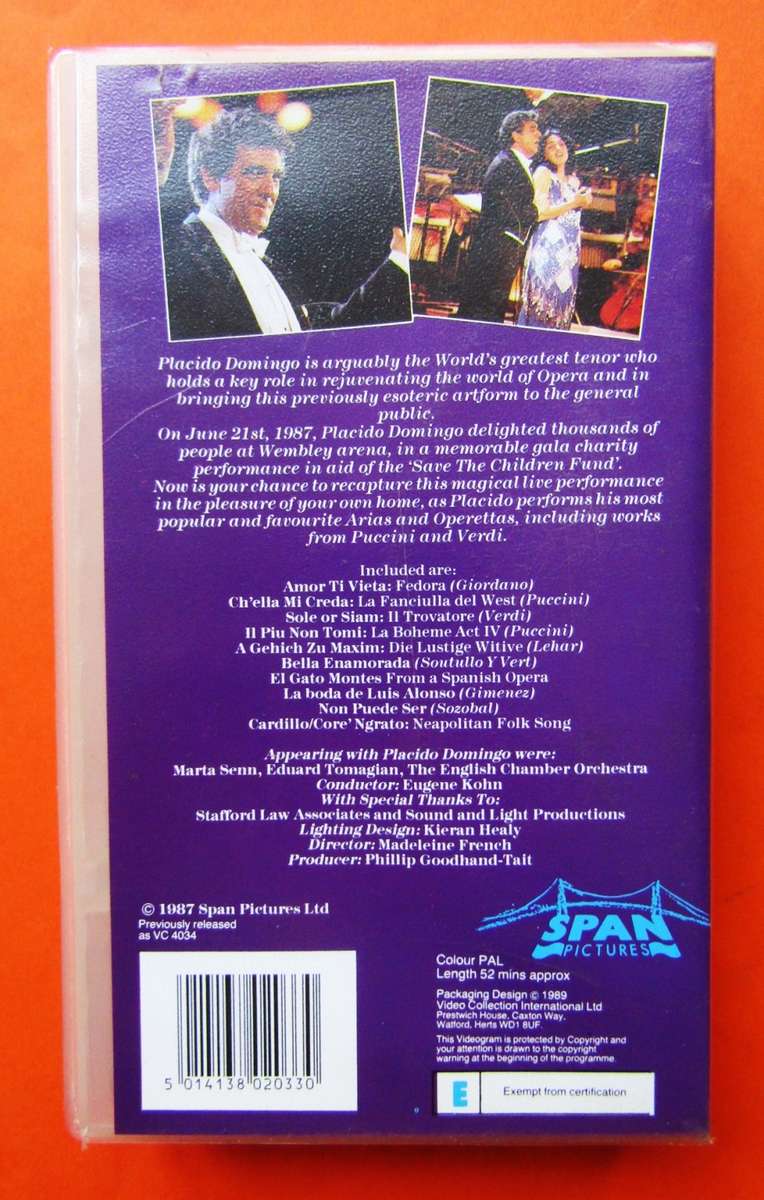 Placido Domingo is arguably the World's greatest tenor who
holds a key role in rejuvenating the world of Opera and in
bringing this previously esoteric artform to the general
public.
On June 21st, 1987, Placido Domingo delighted thousands of
people at Wembley arena, in a memorable gala charity
performance in aid of the 'Save The Children Fund'.
Now is your chance to recapture this magical live performance
in the pleasure of your own home, as Placido performs his most
popular and favourite Arias and Operettas, including works
from Puccini and Verdi.
Included are:
Amor Ti Vieta: Fedora (Giordano)
Ch'ella Mi Creda: La Fanciulla del West (Puccini)
Sole or Siam: Il Trovatore (Verdi)
Il Piu Non Tomi: La Boheme Act IV (Puccini)
A Gehich Zu Maxim: Die Lustige Witive (Lehar)
Bella Enamorada (Soutullo Y Vert)
El Gato Montes From a Spanish Opera
La boda de Luis Alonso (Gimenez)
Non Puede Ser (Sozobal)
Cardillo/Core' Ngrato: Neapolitan Folk Song
Appearing with Placido Domingo were:
Marta Senn, Eduard Tomagian, The English Chamber Orchestra
Conductor: Eugene Kohn
With Special Thanks To:
Stafford Law Associates and Sound and Light Productions
Lighting Design: Kieran Healy
Director: Madeleine French
Producer: Phillip Goodhand-Tait
© 1987 Span Pictures Ltd
Previously released
as VC 4034
SPAN
PICTURES
Colour PAL
Length 52 mins approx
Packaging Design © 1989
Video Collection International Ltd
Prestwich House, Caxton Way,
Watford, Herts WD1 8UF.
This Videogram is protected by Copyright and
your attention is drawn to the copyright
warning at the beginning of the programme.
5 014138 020330
E Exempt from certification